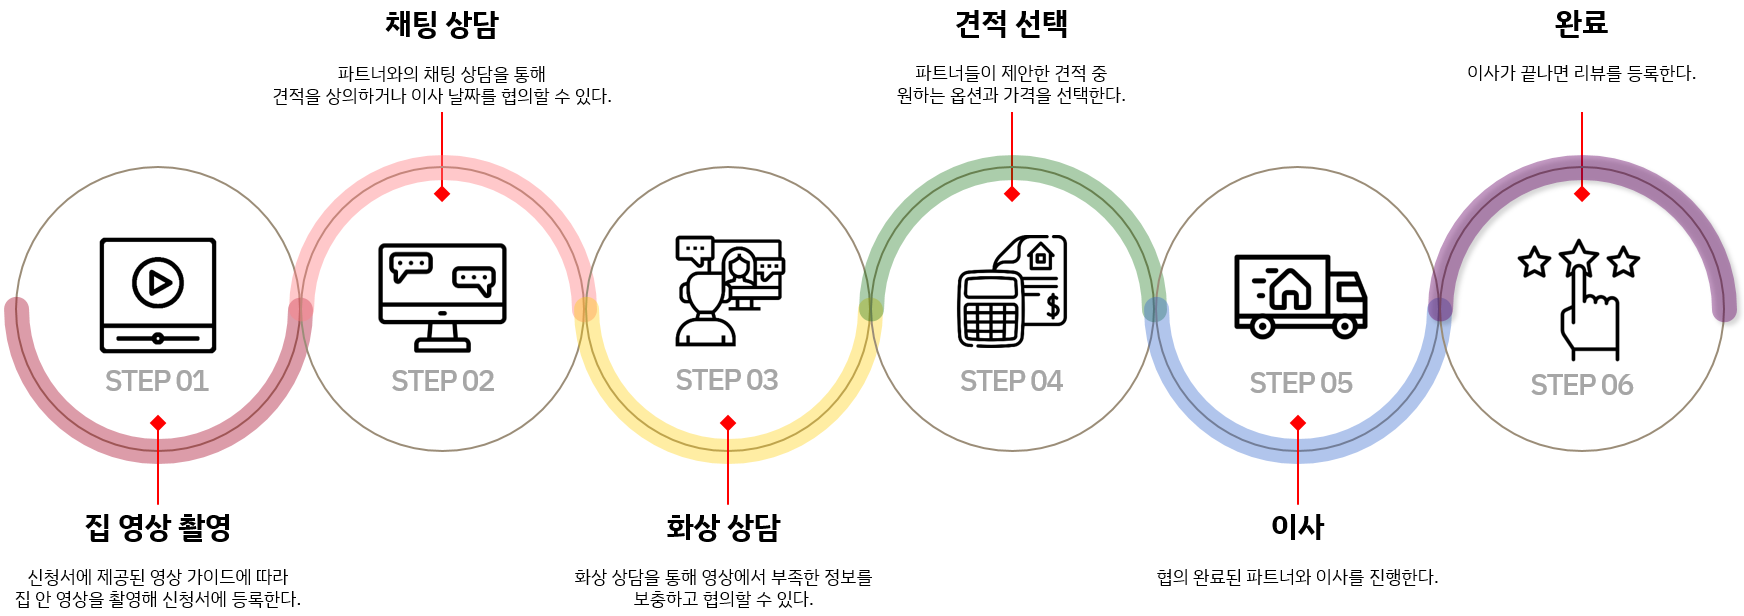 STEP 01
집 영상 촬영
신청서에 제공된 영상 가이드에 따라
집 안 영상을 촬영해 신청서에 등록한다.
채팅 상담
파트너와의 채팅 상담을 통해
견적을 상의하거나 이사 날짜를 협의할 수 있다.
STEP 02
STEP 03
화상 상담
화상 상담을 통해 영상에서 부족한 정보를
보충하고 협의할 수 있다.
견적 선택
파트너들이 제안한 견적 중
원하는 옵션과 가격을 선택한다.
STEP 04
STEP 05
이사
협의 완료된 파트너와 이사를 진행한다.
완료
이사가 끝나면 리뷰를 등록한다.
STEP 06